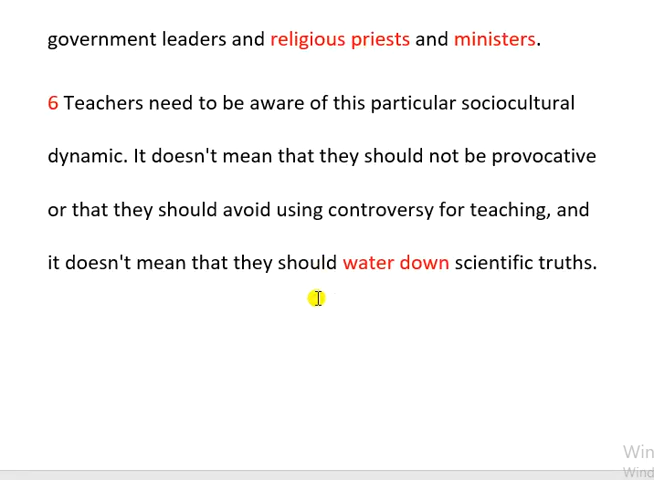 government leaders and religious priests and ministers.
6 Teachers need to be aware of this particular sociocultural
dynamic. It doesn't mean that they should not be provocative
or that they should avoid using controversy for teaching, and
it doesn't mean that they should water down scientific truths.
Win
Wind